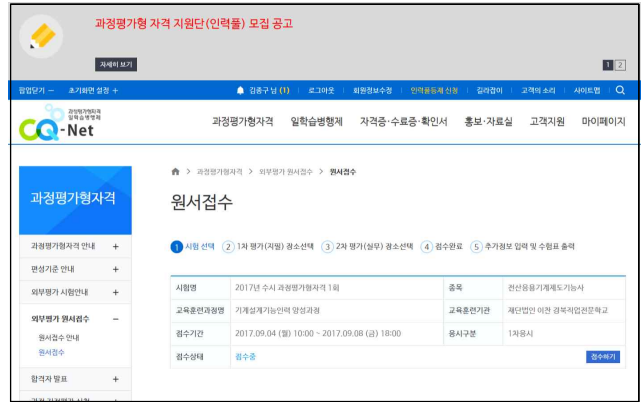 과정평가형 자격 지원단(인력풀) 모집 공고
자세히 보기
1 2
팝업닫기 − 초기화면 설정 +
김종구 님 (1) 로그아웃 회원정보수정 인력풀등재 신청 길라잡이 고객의 소리 사이트맵
과정평가형자격
일학습병행제
CQ-Net
과정평가형자격 일학습병행제 자격증·수료증·확인서 홍보·자료실 고객지원 마이페이지
과정평가형자격 > 외부평가 원서접수 > 원서접수
과정평가형자격
원서접수
1 시험 선택 2 1차 평가(지필) 장소선택 3 2차 평가(실무) 장소선택 4 접수완료 5 추가정보 입력 및 수험표 출력
과정평가형자격 안내 +
편성기준 안내 +
외부평가 시험안내 +
외부평가 원서접수 −
원서접수 안내
원서접수
합격자 발표 +
시험명 2017년 수시 과정평가형자격 1회 종목 전산응용기계제도기능사
교육훈련과정명 기계설계기능인력 양성과정 교육훈련기관 재단법인 이찬 경북직업전문학교
접수기간 2017.09.04 (월) 10:00 ~ 2017.09.08 (금) 18:00 응시구분 1차응시
접수상태 접수중 접수하기